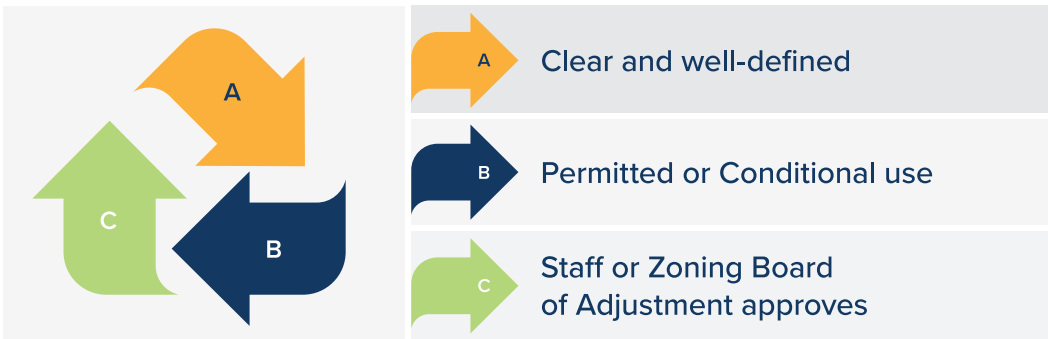 A
B
C
A
Clear and well-defined
B
Permitted or Conditional use
C
Staff or Zoning Board
of Adjustment approves